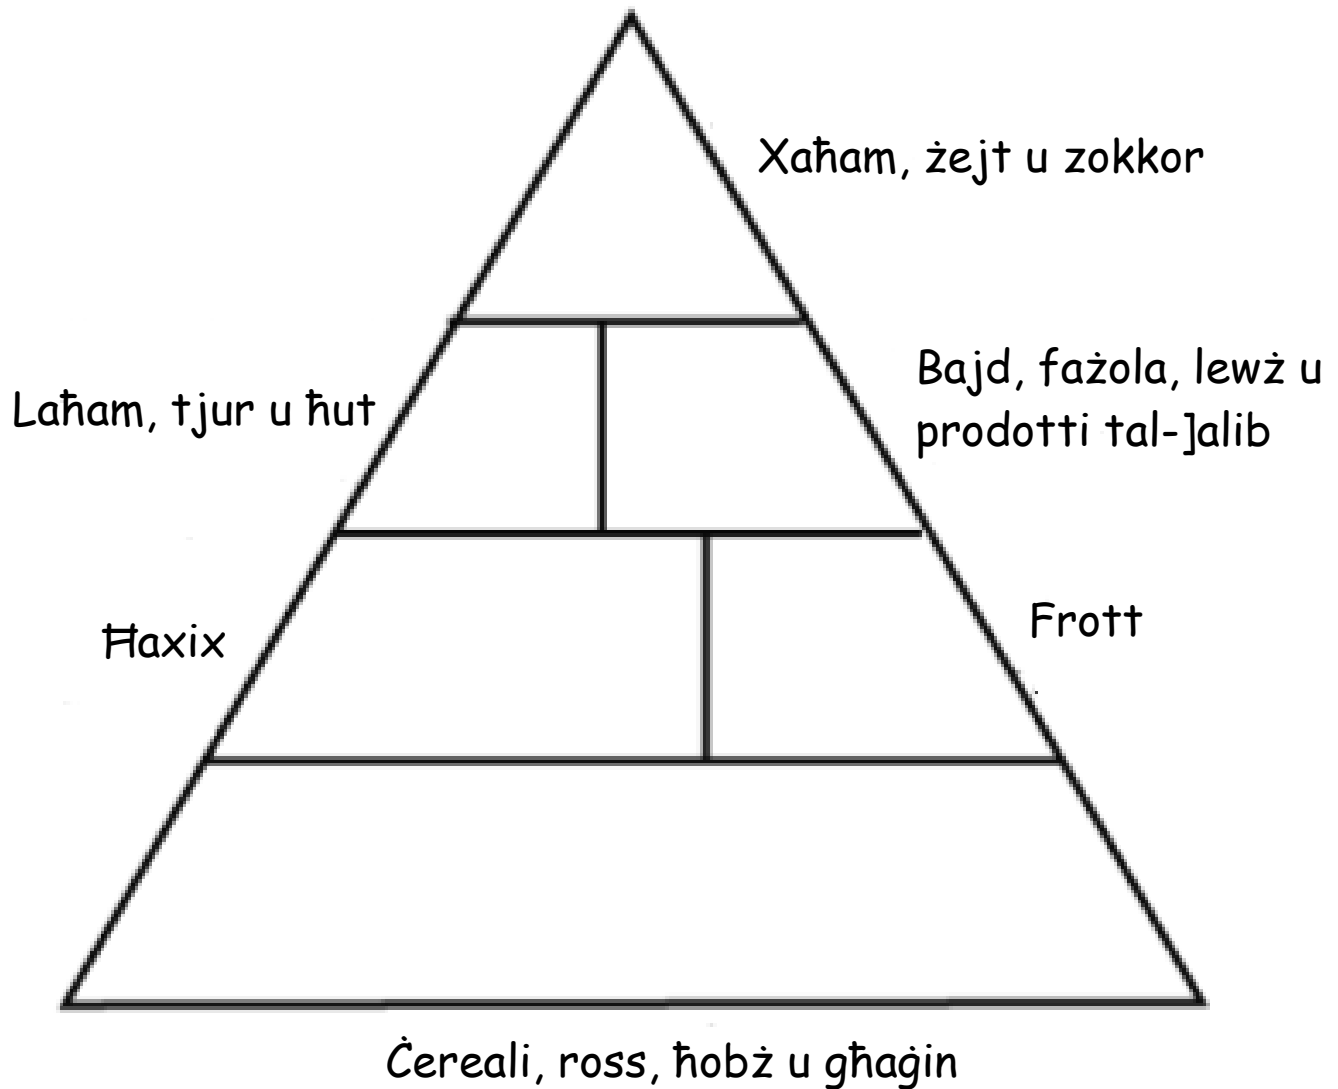 Xaħam, żejt u zokkor
Laħam, tjur u ħut
Bajd, fażola, lewż u
prodotti tal-]alib
Ħaxix
Frott
Ċereali, ross, ħobż u għaġin